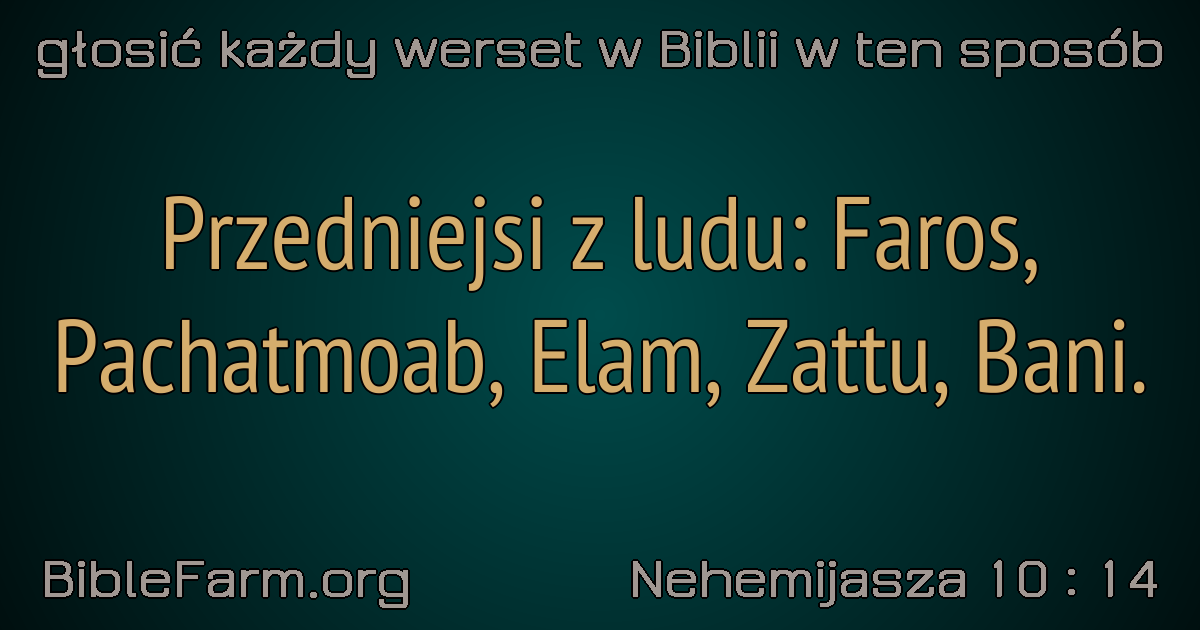 głosić każdy werset w Biblii w ten sposób
Przedniejsi z ludu: Faros,
Pachatmoab, Elam, Zattu, Bani.
BibleFarm.org
Nehemijasza 10 : 14